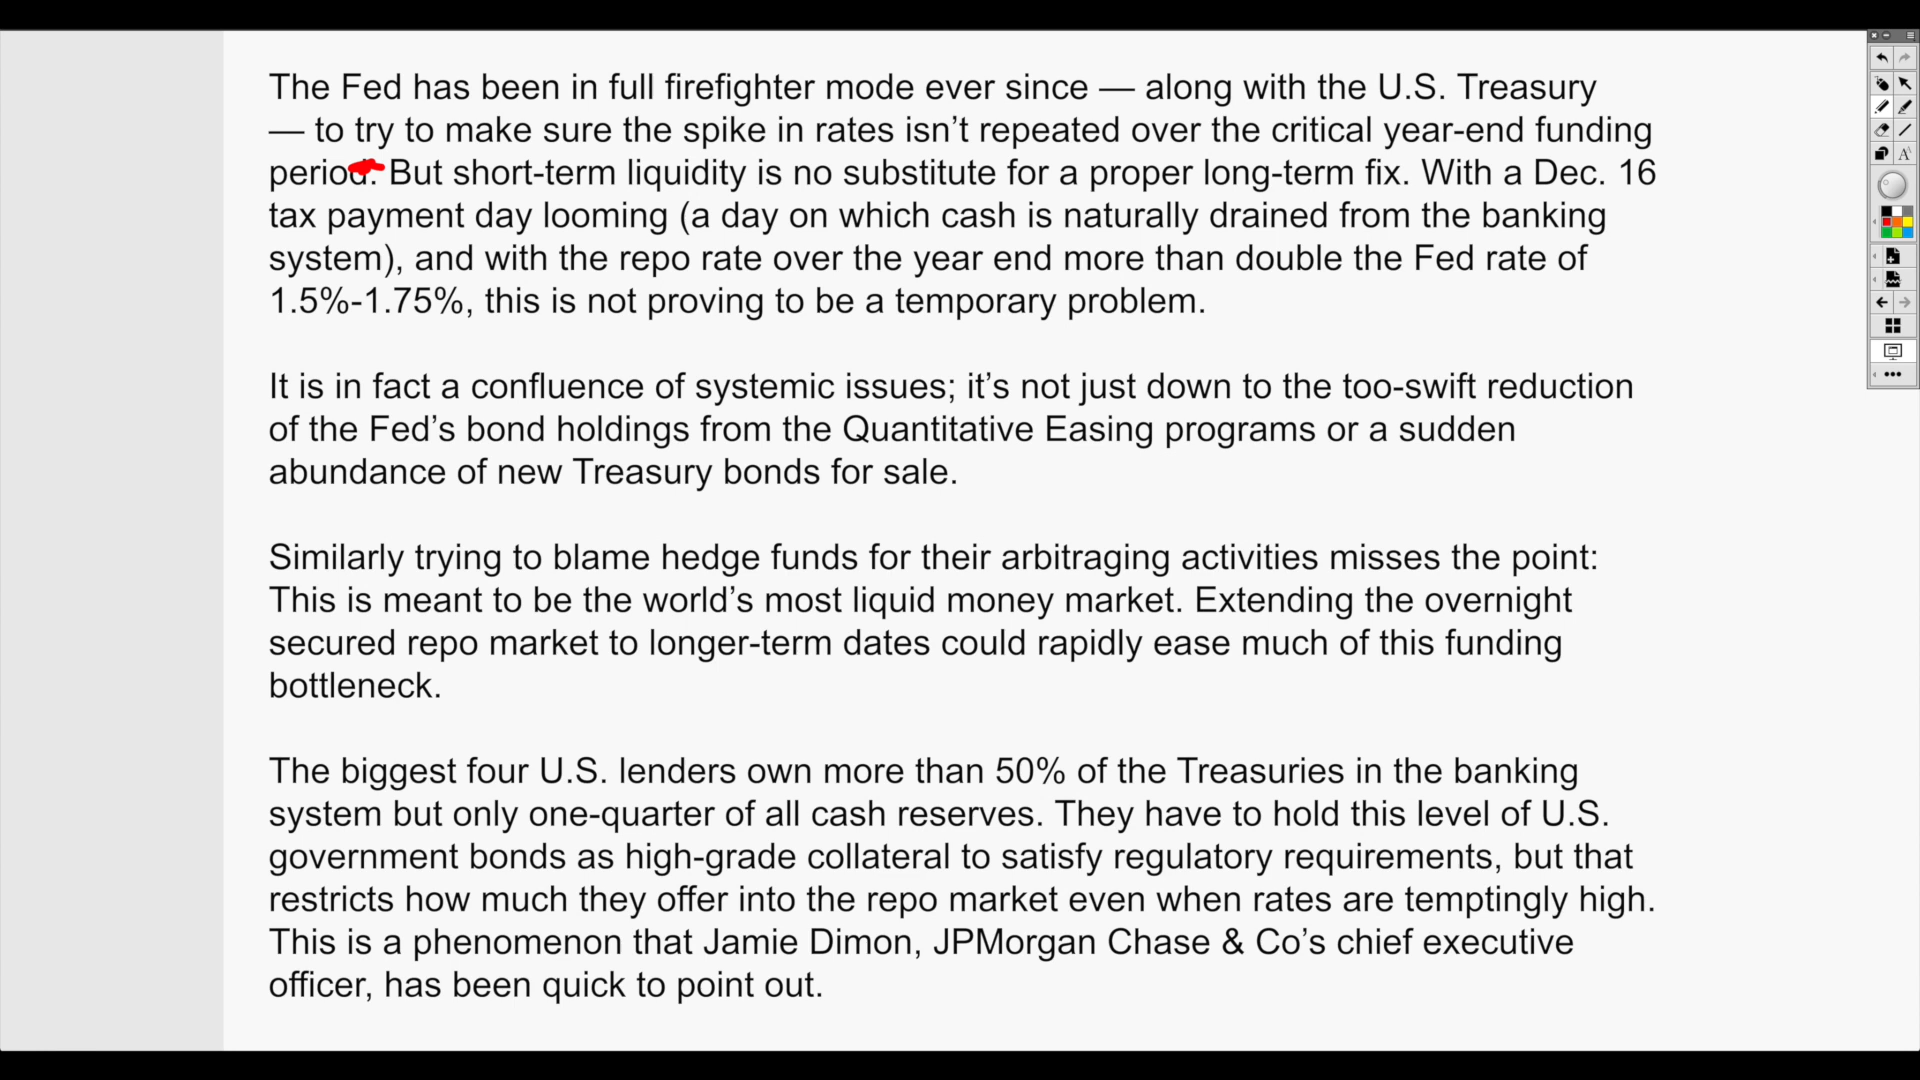 The Fed has been in full firefighter mode ever since — along with the U.S. Treasury
— to try to make sure the spike in rates isn’t repeated over the critical year-end funding
period. But short-term liquidity is no substitute for a proper long-term fix. With a Dec. 16
tax payment day looming (a day on which cash is naturally drained from the banking
system), and with the repo rate over the year end more than double the Fed rate of
1.5%-1.75%, this is not proving to be a temporary problem.
It is in fact a confluence of systemic issues; it’s not just down to the too-swift reduction
of the Fed’s bond holdings from the Quantitative Easing programs or a sudden
abundance of new Treasury bonds for sale.
Similarly trying to blame hedge funds for their arbitraging activities misses the point:
This is meant to be the world’s most liquid money market. Extending the overnight
secured repo market to longer-term dates could rapidly ease much of this funding
bottleneck.
The biggest four U.S. lenders own more than 50% of the Treasuries in the banking
system but only one-quarter of all cash reserves. They have to hold this level of U.S.
government bonds as high-grade collateral to satisfy regulatory requirements, but that
restricts how much they offer into the repo market even when rates are temptingly high.
This is a phenomenon that Jamie Dimon, JPMorgan Chase & Co’s chief executive
officer, has been quick to point out.